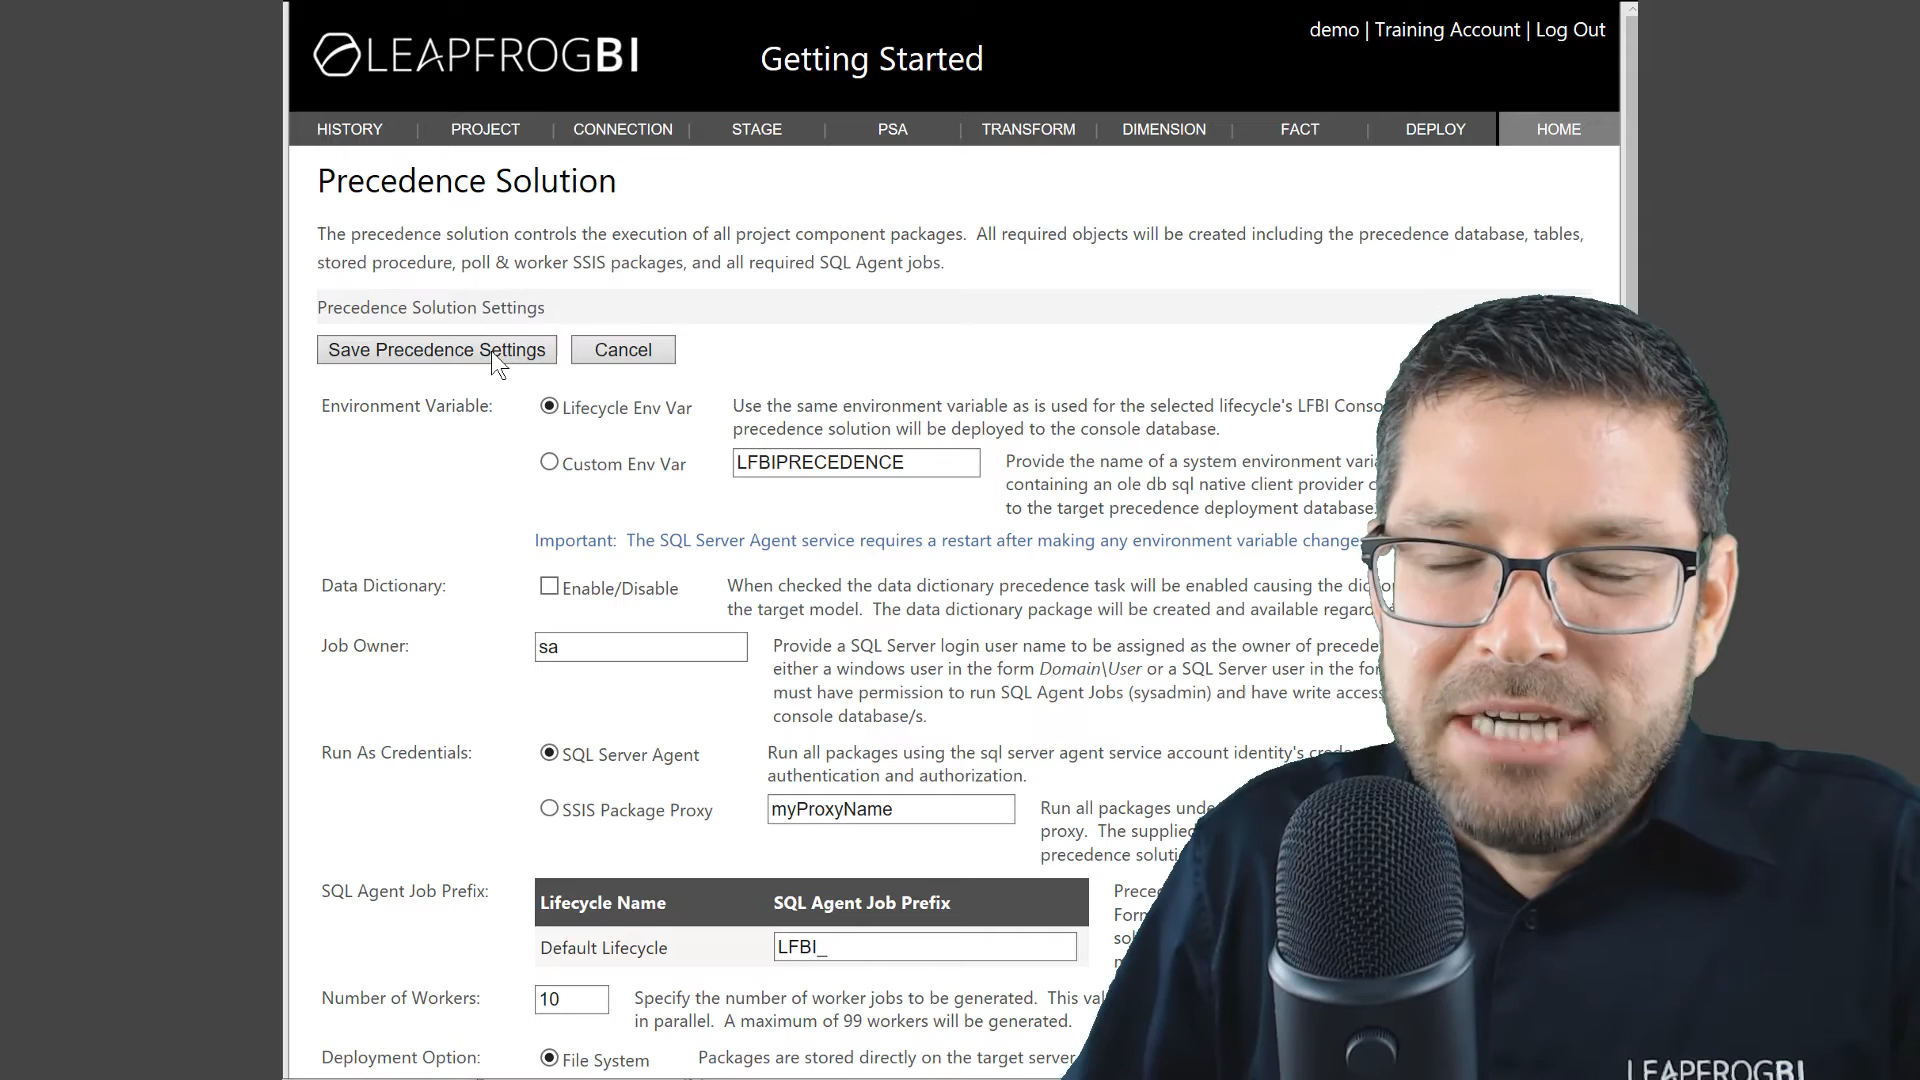 LEAPFROGBI
Getting Started
demo | Training Account | Log Out
HISTORY | PROJECT | CONNECTION | STAGE | PSA | TRANSFORM | DIMENSION | FACT | DEPLOY HOME
Precedence Solution
The precedence solution controls the execution of all project component packages. All required objects will be created including the precedence database, tables,
stored procedure, poll & worker SSIS packages, and all required SQL Agent jobs.
Precedence Solution Settings
Save Precedence Settings Cancel
Environment Variable: Lifecycle Env Var Use the same environment variable as is used for the selected lifecycle's LFBI
precedence solution will be deployed to the console database.
Custom Env Var LFBIPRECEDENCE Provide the name of a system environment
containing an ole db sql native client provider
to the target precedence deployment database.
Important: The SQL Server Agent service requires a restart after making any environment variable
Data Dictionary: Enable/Disable When checked the data dictionary precedence task will be enabled causing the
the target model. The data dictionary package will be created and available
Job Owner: sa Provide a SQL Server login user name to be assigned as the owner of
either a windows user in the form Domain\User or a SQL Server user in the
must have permission to run SQL Agent Jobs (sysadmin) and have write
console database/s.
Run As Credentials: SQL Server Agent Run all packages using the sql server agent service account identity's
authentication and authorization.
SSIS Package Proxy myProxyName Run all packages
proxy. The supplied
precedence
SQL Agent Job Prefix: Lifecycle Name SQL Agent Job Prefix
Default Lifecycle LFBI_
Number of Workers: 10 Specify the number of worker jobs to be generated. This
in parallel. A maximum of 99 workers will be generated.
Deployment Option: File System Packages are stored directly on the target server
LEAPFROGBI